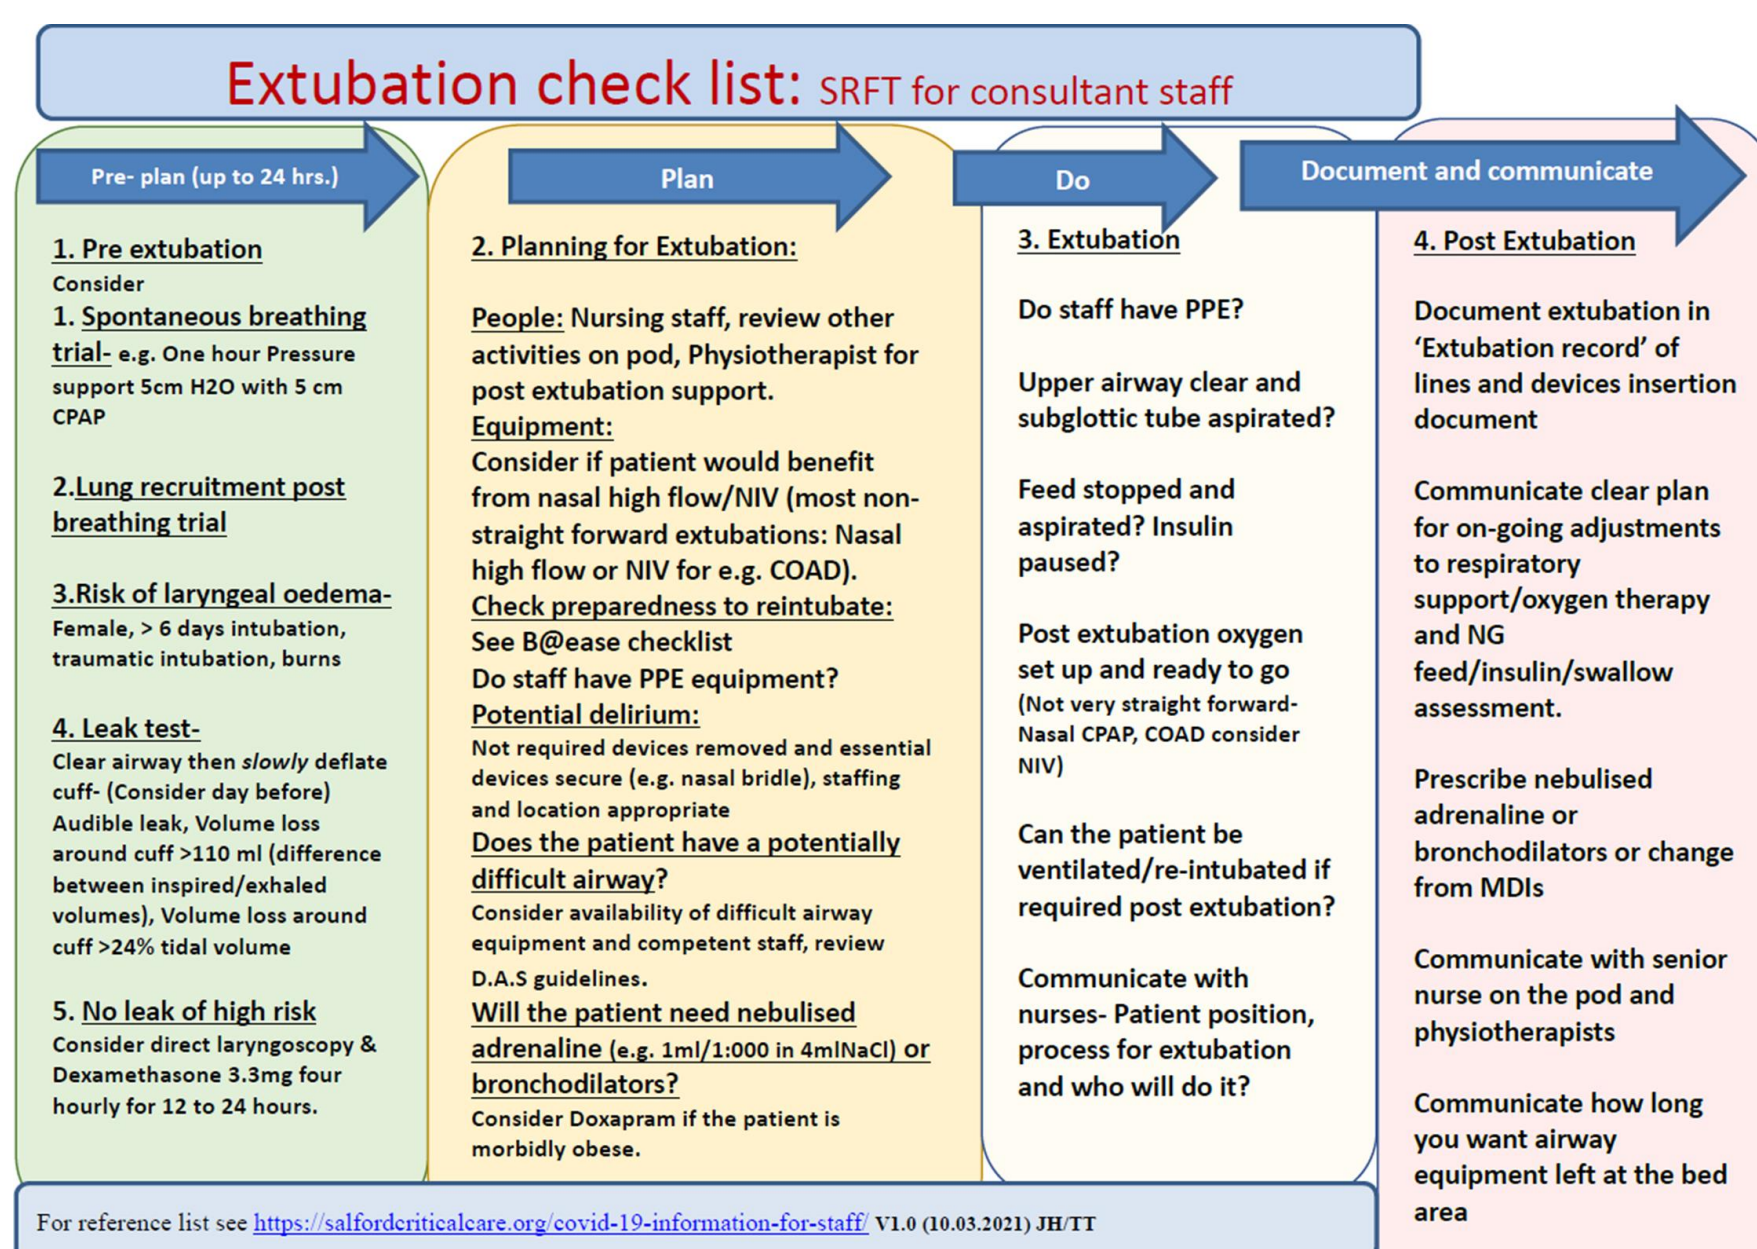 Extubation check list: SRFT for consultant staff
Pre- plan (up to 24 hrs.)
Plan
Do
Document and communicate
1. Pre extubation
Consider
1. Spontaneous breathing
trial- e.g. One hour Pressure
support 5cm H2O with 5 cm
CPAP
2.Lung recruitment post
breathing trial
3.Risk of laryngeal oedema-
Female, > 6 days intubation,
traumatic intubation, burns
4. Leak test-
Clear airway then slowly deflate
cuff- (Consider day before)
Audible leak, Volume loss
around cuff >110 ml (difference
between inspired/exhaled
volumes), Volume loss around
cuff >24% tidal volume
5. No leak of high risk
Consider direct laryngoscopy &
Dexamethasone 3.3mg four
hourly for 12 to 24 hours.
2. Planning for Extubation:
People: Nursing staff, review other
activities on pod, Physiotherapist for
post extubation support.
Equipment:
Consider if patient would benefit
from nasal high flow/NIV (most non-
straight forward extubations: Nasal
high flow or NIV for e.g. COAD).
Check preparedness to reintubate:
See B@ease checklist
Do staff have PPE equipment?
Potential delirium:
Not required devices removed and essential
devices secure (e.g. nasal bridle), staffing
and location appropriate
Does the patient have a potentially
difficult airway?
Consider availability of difficult airway
equipment and competent staff, review
D.A.S guidelines.
Will the patient need nebulised
adrenaline (e.g. 1ml/1:000 in 4mlNaCl) or
bronchodilators?
Consider Doxapram if the patient is
morbidly obese.
3. Extubation
Do staff have PPE?
Upper airway clear and
subglottic tube aspirated?
Feed stopped and
aspirated? Insulin
paused?
Post extubation oxygen
set up and ready to go
(Not very straight forward-
Nasal CPAP, COAD consider
NIV)
Can the patient be
ventilated/re-intubated if
required post extubation?
Communicate with
nurses- Patient position,
process for extubation
and who will do it?
4. Post Extubation
Document extubation in
‘Extubation record’ of
lines and devices insertion
document
Communicate clear plan
for on-going adjustments
to respiratory
support/oxygen therapy
and NG
feed/insulin/swallow
assessment.
Prescribe nebulised
adrenaline or
bronchodilators or change
from MDIs
Communicate with senior
nurse on the pod and
physiotherapists
Communicate how long
you want airway
equipment left at the bed
area
For reference list see https://salfordcriticalcare.org/covid-19-information-for-staff/ V1.0 (10.03.2021) JH/TT